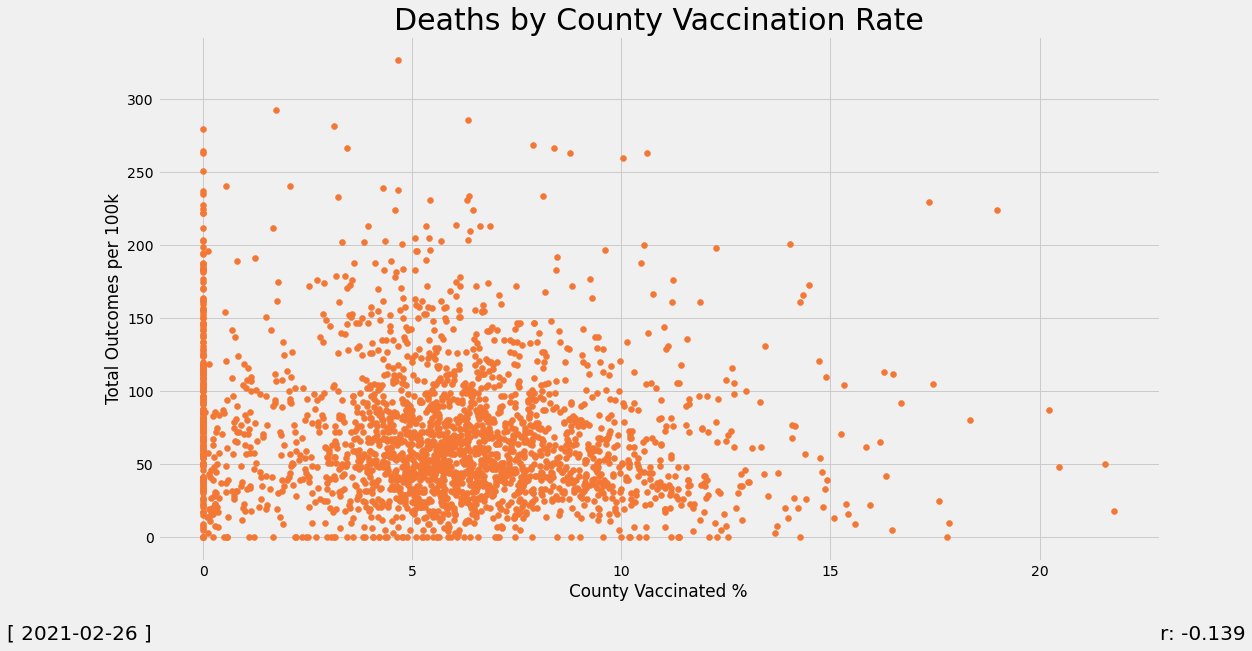 Deaths by County Vaccination Rate
Total Outcomes per 100k
300
250
200
150
100
50
0
0 5 10 15 20
County Vaccinated %
[ 2021-02-26 ]
r: -0.139